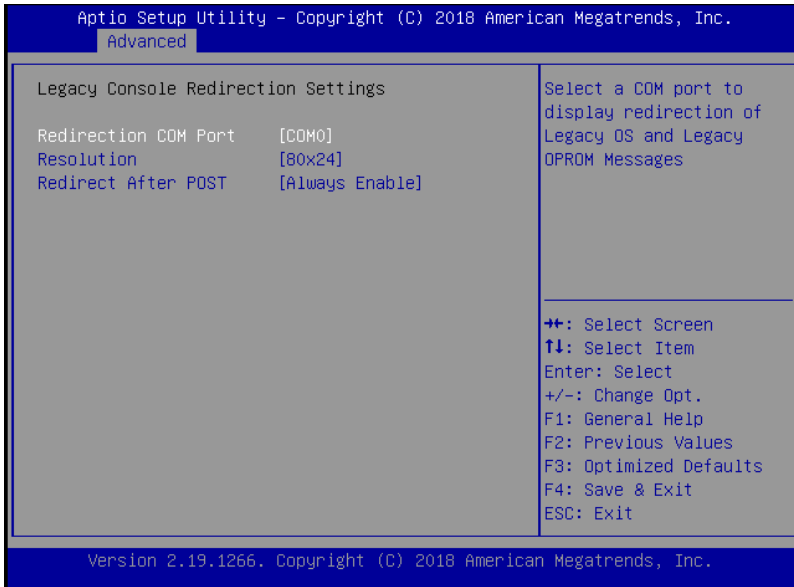 Aptio Setup Utility – Copyright (C) 2018 American Megatrends, Inc.
Advanced
Legacy Console Redirection Settings
Redirection COM Port [COM0]
Resolution [80x24]
Redirect After POST [Always Enable]
Select a COM port to
display redirection of
Legacy OS and Legacy
OPROM Messages
→←: Select Screen
↑↓: Select Item
Enter: Select
+/-: Change Opt.
F1: General Help
F2: Previous Values
F3: Optimized Defaults
F4: Save & Exit
ESC: Exit
Version 2.19.1266. Copyright (C) 2018 American Megatrends, Inc.